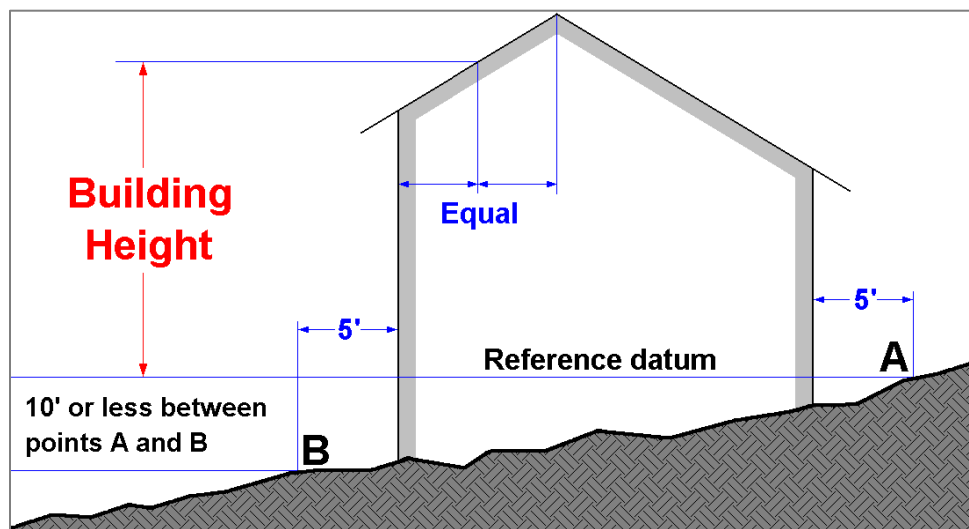 Building
Height
Equal
5'
5'
Reference datum
A
10' or less between
points A and B
B